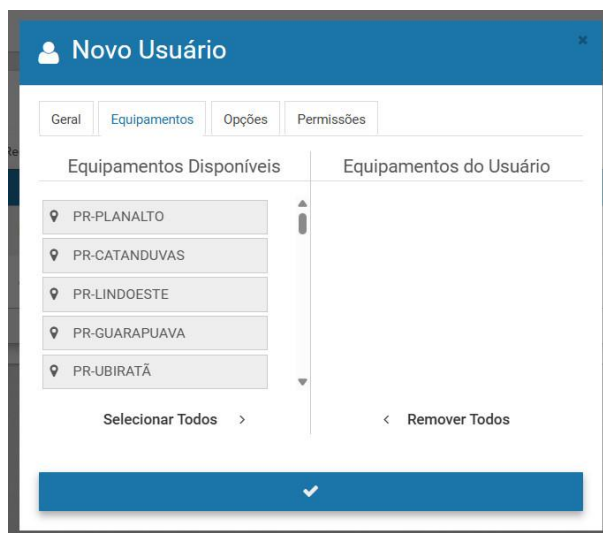 Novo Usuário
Geral Equipamentos Opções Permissões
Equipamentos Disponíveis
PR-PLANALTO
PR-CATANDUVAS
PR-LINDOESTE
PR-GUARAPUAVA
PR-UBIRATÃ
Selecionar Todos >
Equipamentos do Usuário
< Remover Todos